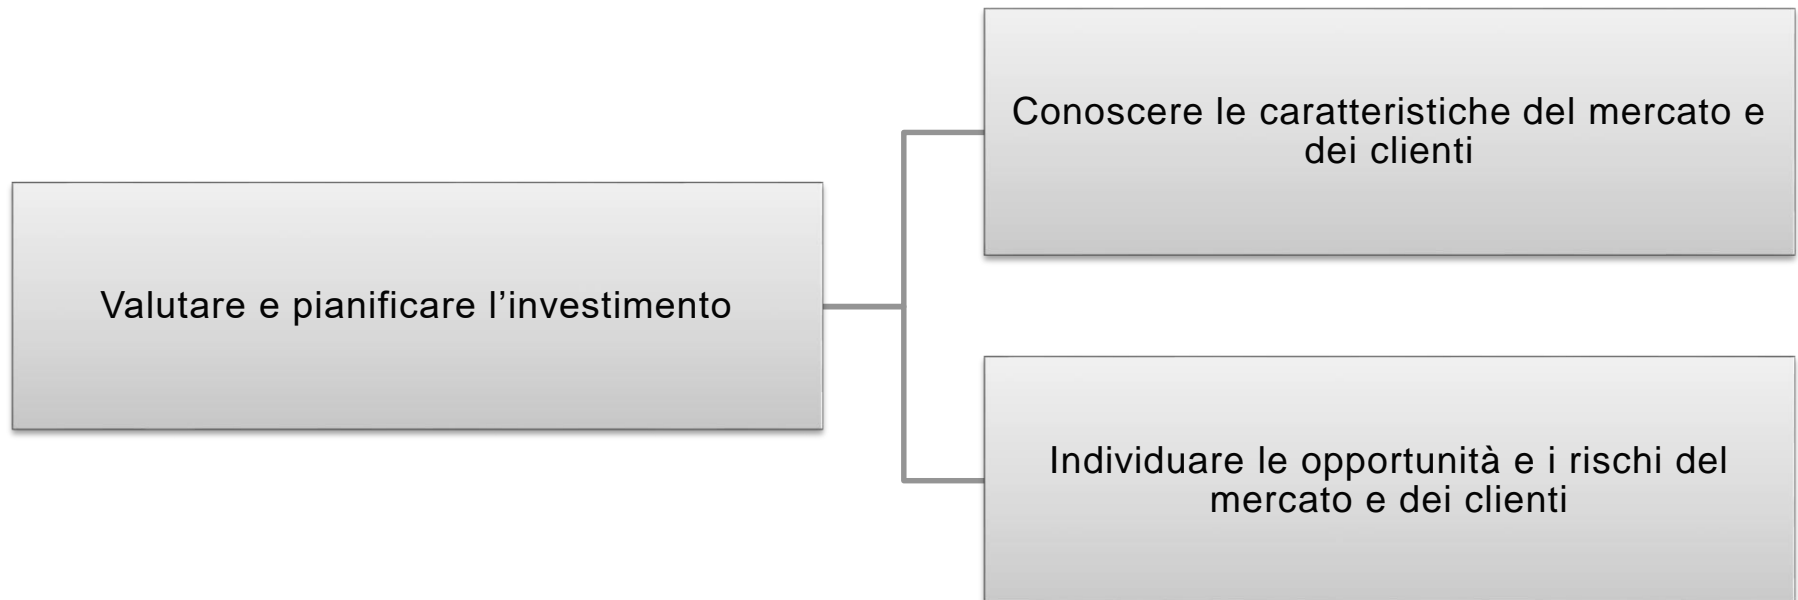 Conoscere le caratteristiche del mercato e
dei clienti
Valutare e pianificare l’investimento
Individuare le opportunità e i rischi del
mercato e dei clienti